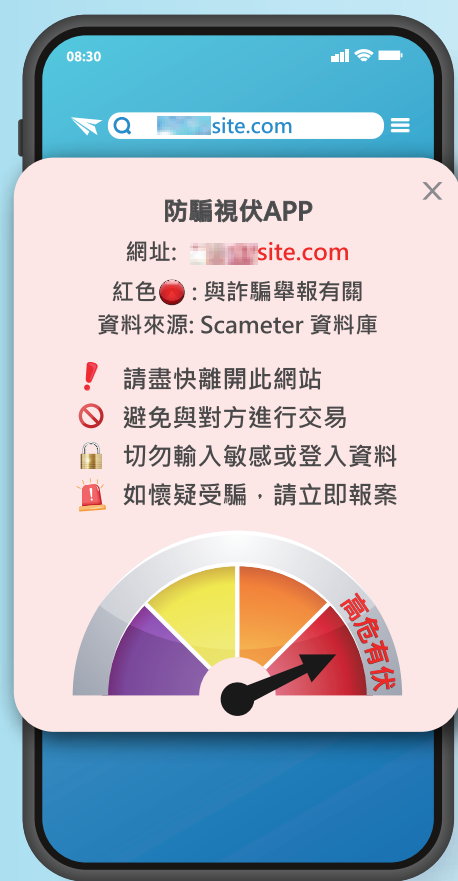 08:30
site.com
X
防騙視伏APP
網址: site.com
紅色 : 與詐騙舉報有關
資料來源: Scameter 資料庫
請盡快離開此網站
避免與對方進行交易
切勿輸入敏感或登入資料
如懷疑受騙，請立即報案
高危有伏